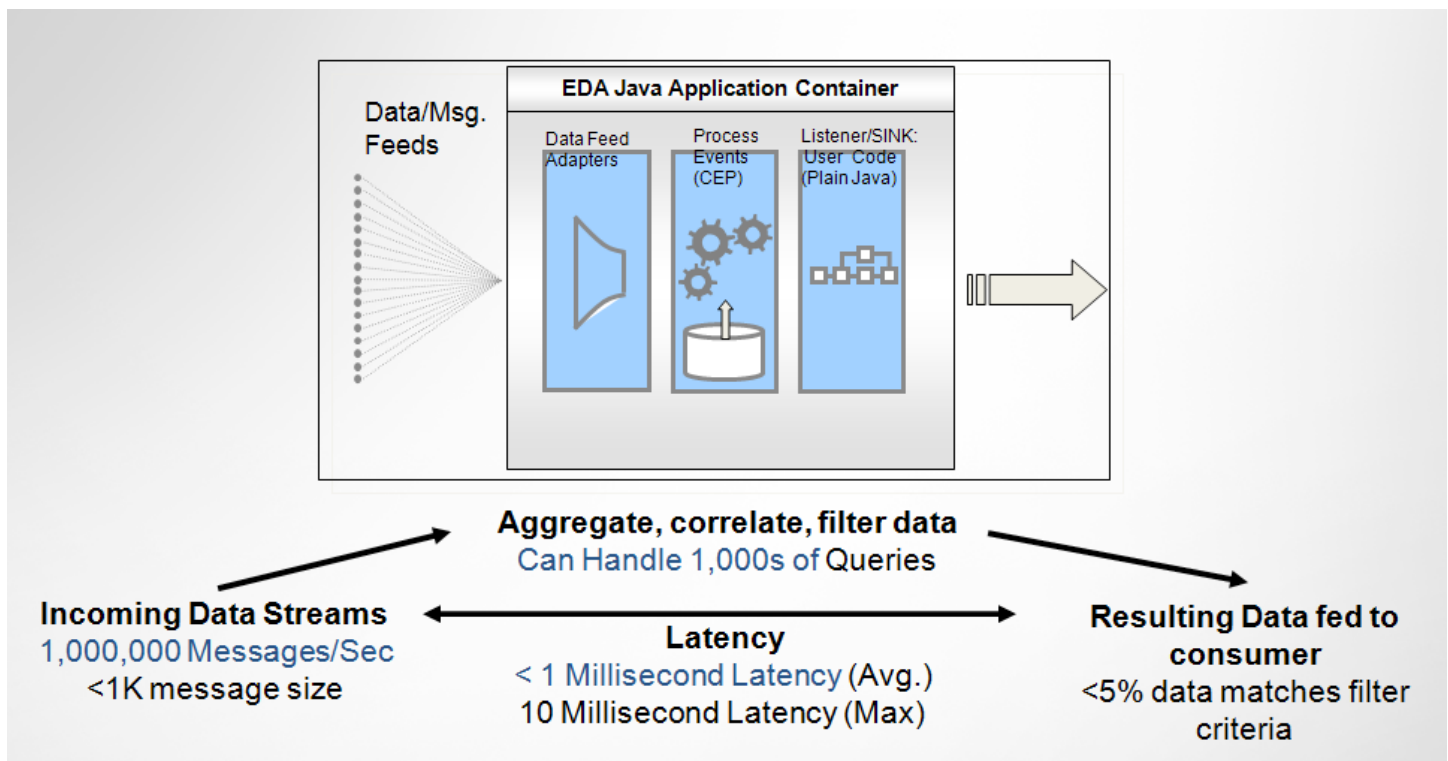 EDA Java Application Container
Data/Msg.
Feeds
Data Feed
Adapters
Process
Events
(CEP)
Listener/SINK:
User Code
(Plain Java)
Aggregate, correlate, filter data
Can Handle 1,000s of Queries
Incoming Data Streams
1,000,000 Messages/Sec
<1K message size
Latency
< 1 Millisecond Latency (Avg.)
10 Millisecond Latency (Max)
Resulting Data fed to
consumer
<5% data matches filter
criteria